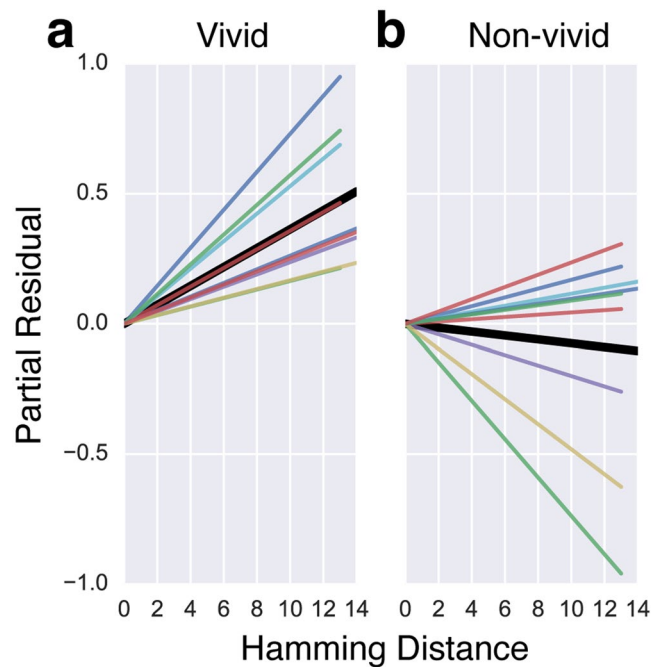 a Vivid
b Non-vivid
1.0
0.5
0.0
−0.5
−1.0
Partial Residual
0 2 4 6 8 10 12 14
0 2 4 6 8 10 12 14
Hamming Distance